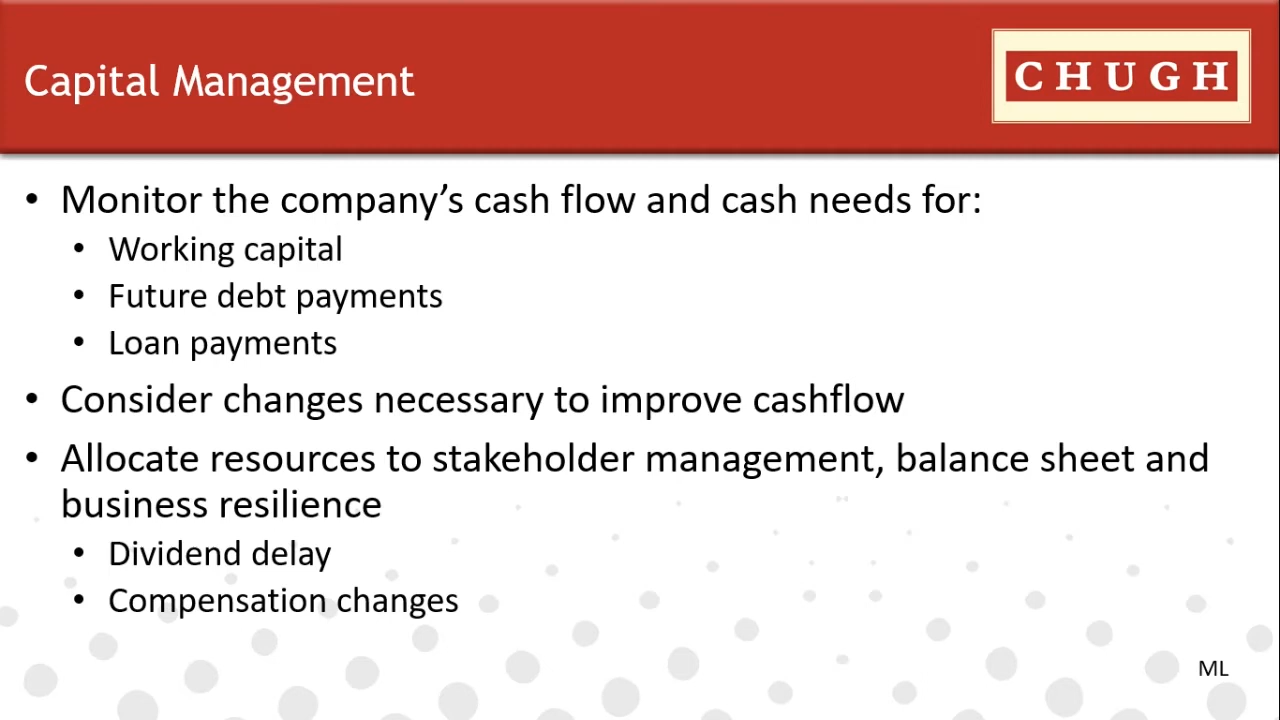 Capital Management
CHUGH
• Monitor the company’s cash flow and cash needs for:
• Working capital
• Future debt payments
• Loan payments
• Consider changes necessary to improve cashflow
• Allocate resources to stakeholder management, balance sheet and
business resilience
• Dividend delay
• Compensation changes
ML